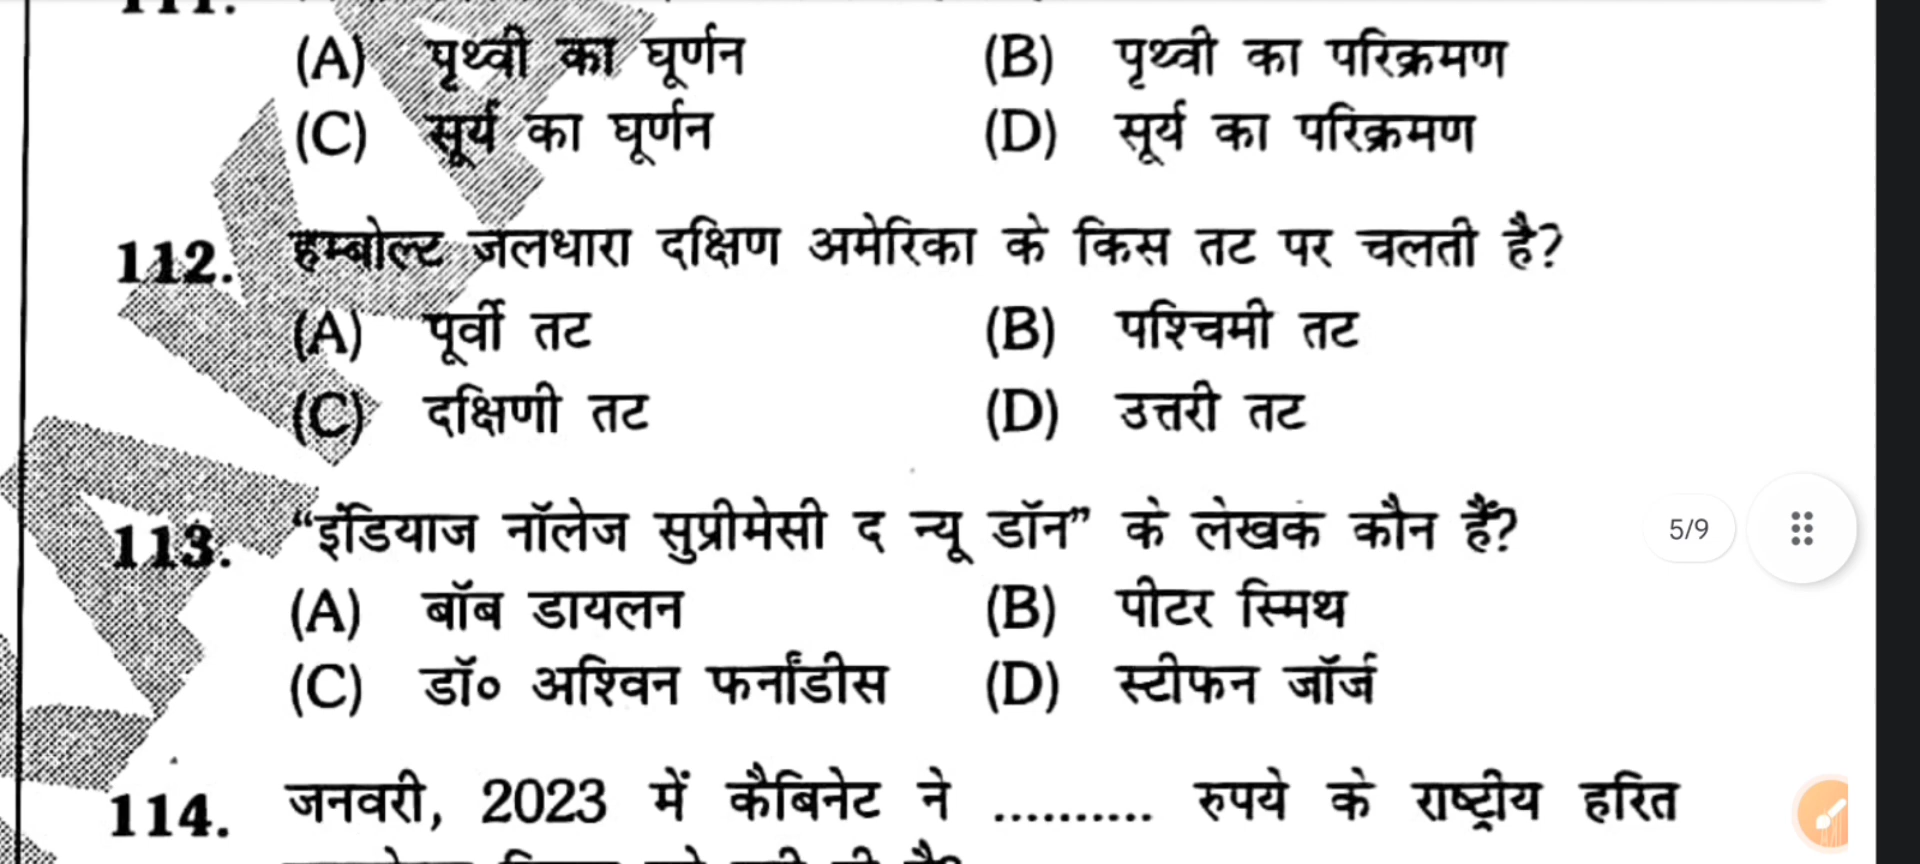 111.
(A) पृथ्वी का घूर्णन (B) पृथ्वी का परिक्रमण
(C) सूर्य का घूर्णन (D) सूर्य का परिक्रमण
112. हम्बोल्ट जलधारा दक्षिण अमेरिका के किस तट पर चलती है?
(A) पूर्वी तट (B) पश्चिमी तट
(C) दक्षिणी तट (D) उत्तरी तट
113. “इंडियाज नॉलेज सुप्रीमेसी द न्यू डॉन” के लेखक कौन हैं?
5/9
(A) बॉब डायलन (B) पीटर स्मिथ
(C) डॉ० अश्विन फर्नांडीस (D) स्टीफन जॉर्ज
114. जनवरी, 2023 में कैबिनेट ने .......... रुपये के राष्ट्रीय हरित